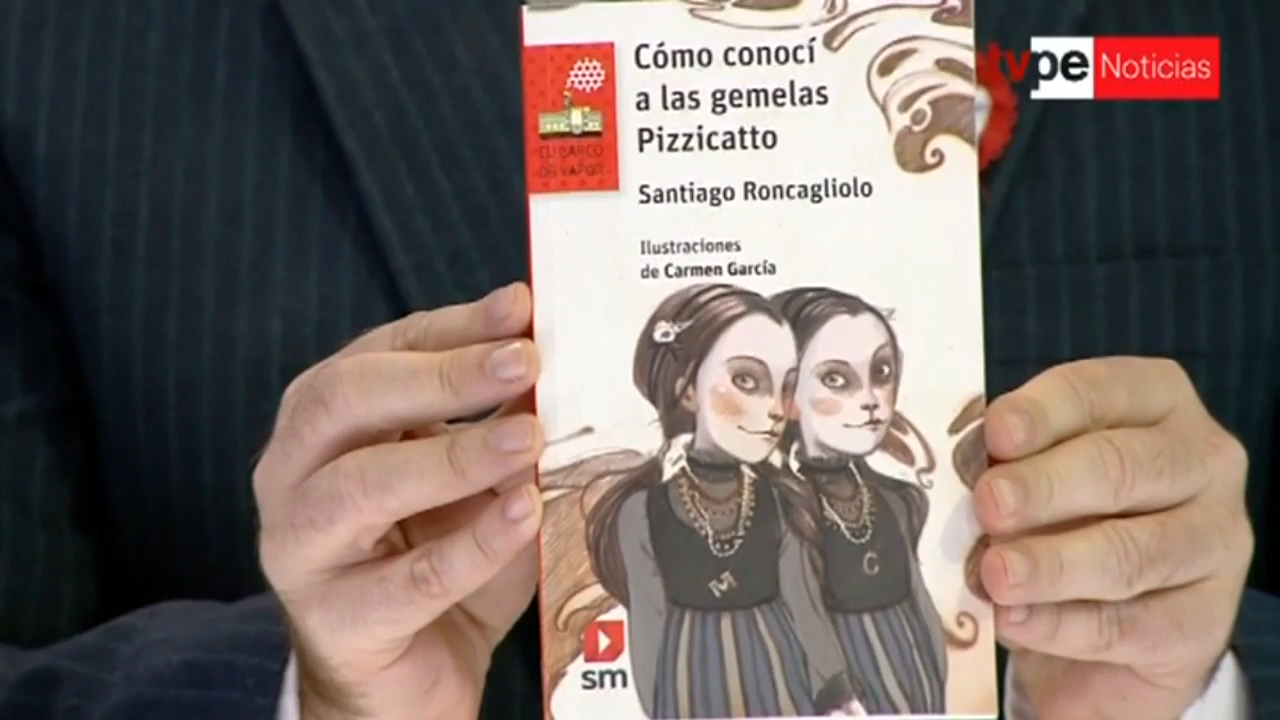 Cómo conocí
a las gemelas
Pizzicatto
Santiago Roncagliolo
Ilustraciones
de Carmen García
EL BARCO
DE VAPOR
M
C
sm
tvpe Noticias